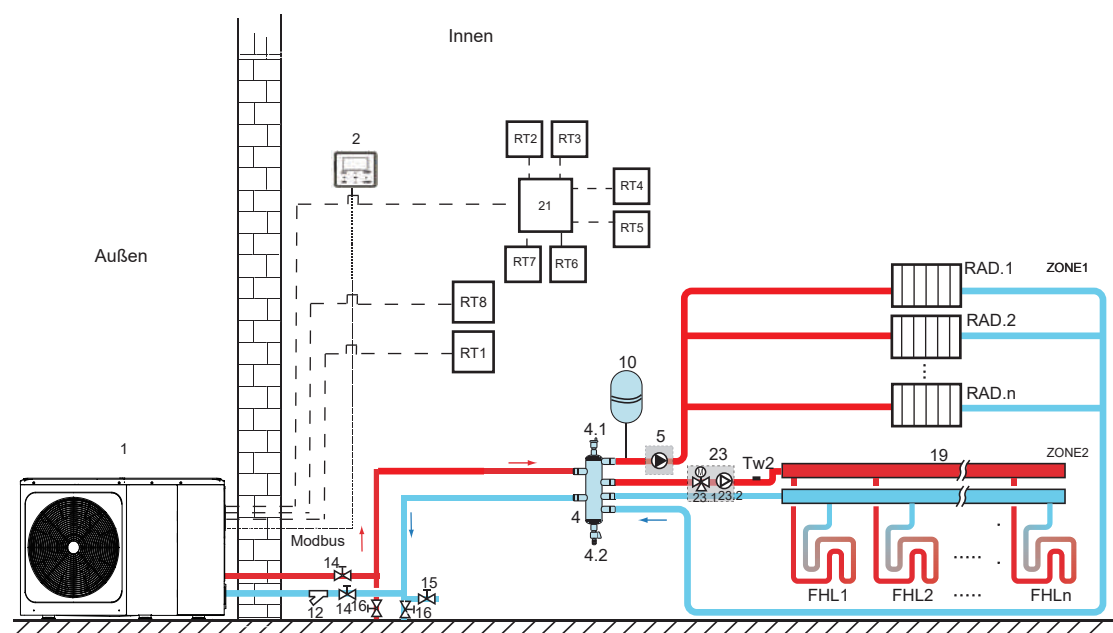 Innen
2
RT2
RT3
RT4
21
RT5
RT7
RT6
Außen
RAD.1
ZONE1
RT8
RAD.2
RT1
10
RAD.n
4.1
5
1
23
Tw2
19
ZONE2
M
23.1
23.2
4
Modbus
4.2
14
15
12
14
16
16
FHL1
FHL2
FHLn